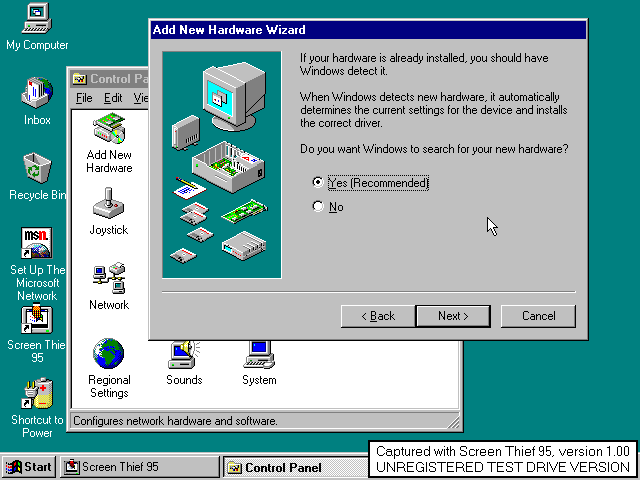 My Computer
Inbox
Recycle Bin
msn.
Set Up The
Microsoft
Network
Screen Thief
95
Shortcut to
Power
Control Pan
File Edit Vie
Add New
Hardware
Joystick
Network
Regional
Settings
Sounds
System
Configures network hardware and software.
Add New Hardware Wizard
If your hardware is already installed, you should have
Windows detect it.
When Windows detects new hardware, it automatically
determines the current settings for the device and installs
the correct driver.
Do you want Windows to search for your new hardware?
Yes (Recommended)
No
< Back
Next >
Cancel
Start
Screen Thief 95
Control Panel
Captured with Screen Thief 95, version 1.00
UNREGISTERED TEST DRIVE VERSION